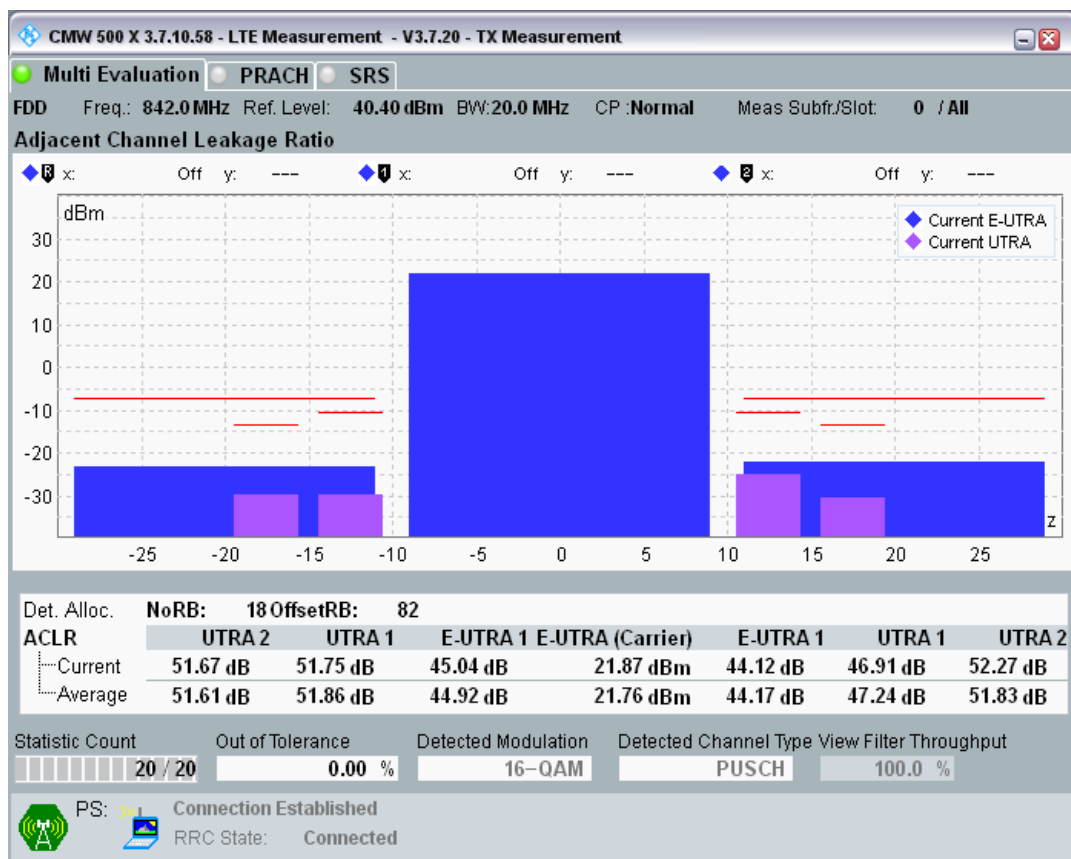 CMW 500 X 3.7.10.58 - LTE Measurement - V3.7.20 - TX Measurement
Multi Evaluation PRACH SRS
FDD Freq.: 842.0 MHz Ref. Level: 40.40 dBm BW:20.0 MHz CP :Normal Meas Subfr./Slot: 0 / All
Adjacent Channel Leakage Ratio
R x: Off y: --- 1 x: Off y: --- 2 x: Off y: ---
dBm
Current E-UTRA
Current UTRA
30
20
10
0
-10
-20
-30
z
-25 -20 -15 -10 -5 0 5 10 15 20 25
Det. Alloc. NoRB: 18 OffsetRB: 82
ACLR UTRA 2 UTRA 1 E-UTRA 1 E-UTRA (Carrier) E-UTRA 1 UTRA 1 UTRA 2
Current 51.67 dB 51.75 dB 45.04 dB 21.87 dBm 44.12 dB 46.91 dB 52.27 dB
Average 51.61 dB 51.86 dB 44.92 dB 21.76 dBm 44.17 dB 47.24 dB 51.83 dB
Statistic Count Out of Tolerance Detected Modulation Detected Channel Type View Filter Throughput
20 / 20 0.00 % 16-QAM PUSCH 100.0 %
PS: Connection Established
RRC State: Connected